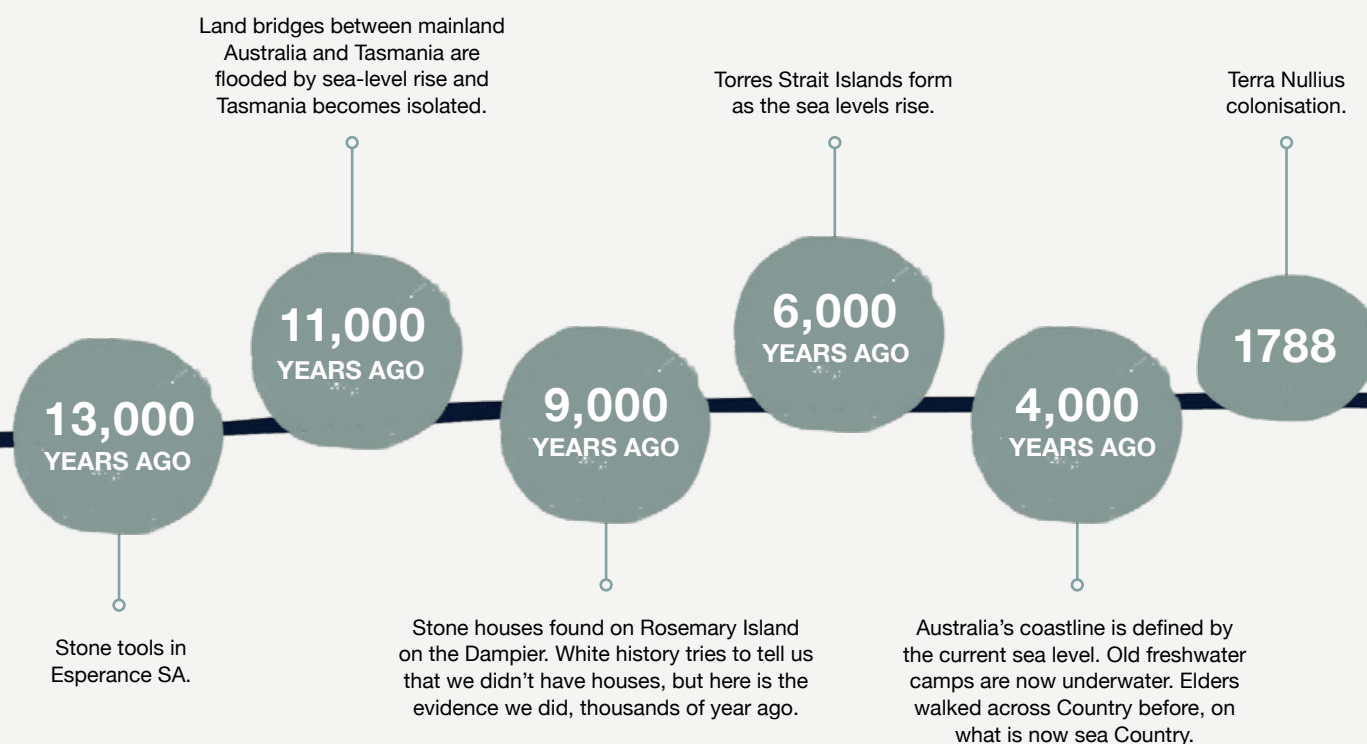 13,000
YEARS AGO
Stone tools in
Esperance SA.
Land bridges between mainland
Australia and Tasmania are
flooded by sea-level rise and
Tasmania becomes isolated.
11,000
YEARS AGO
9,000
YEARS AGO
Stone houses found on Rosemary Island
on the Dampier. White history tries to tell us
that we didn’t have houses, but here is the
evidence we did, thousands of year ago.
Torres Strait Islands form
as the sea levels rise.
6,000
YEARS AGO
4,000
YEARS AGO
Australia’s coastline is defined by
the current sea level. Old freshwater
camps are now underwater. Elders
walked across Country before, on
what is now sea Country.
Terra Nullius
colonisation.
1788